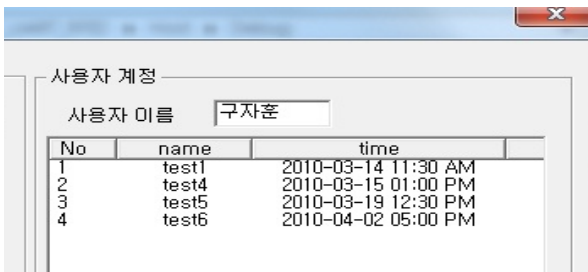 사용자 계정
사용자 이름 구자훈
No name time
1 test1 2010-03-14 11:30 AM
2 test4 2010-03-15 01:00 PM
3 test5 2010-03-19 12:30 PM
4 test6 2010-04-02 05:00 PM